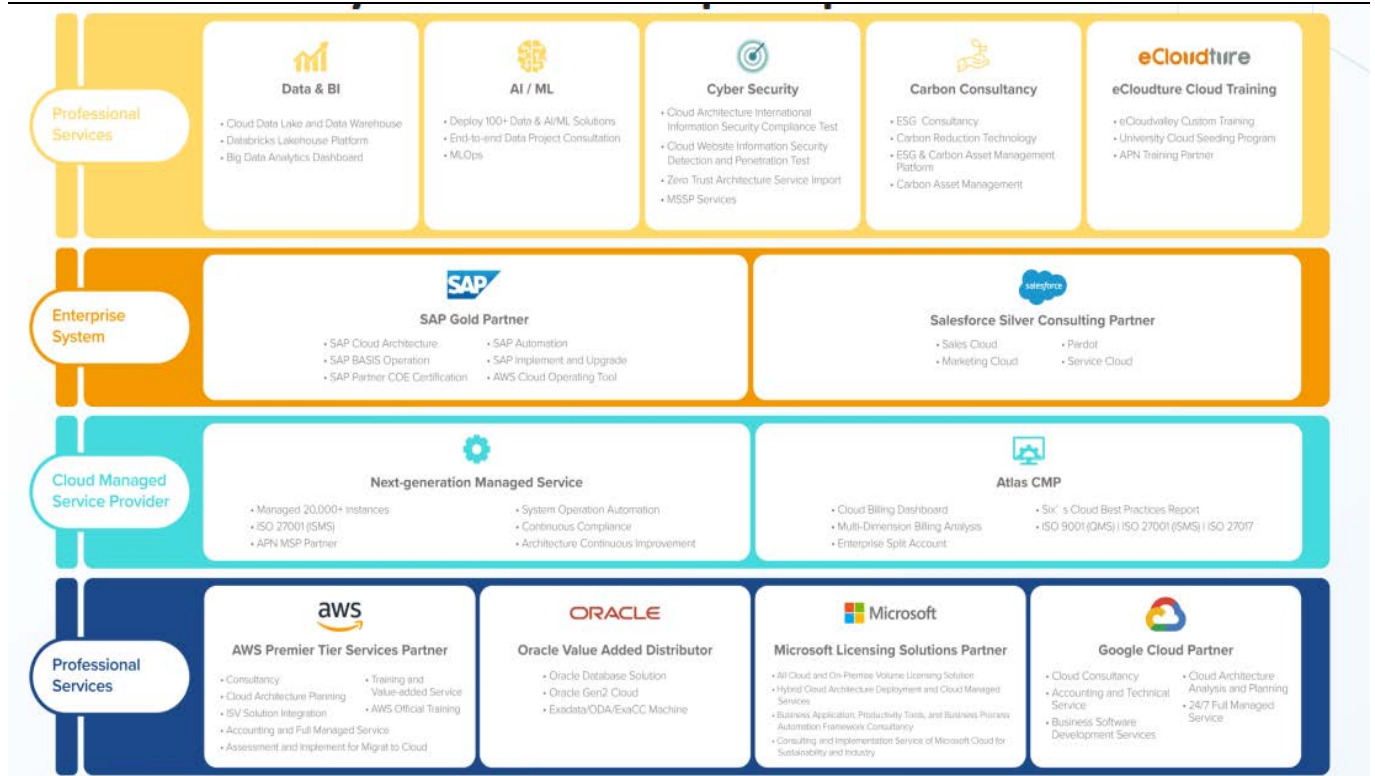 Professional
Services
Data & BI
• Cloud Data Lake and Data Warehouse
• Databricks Lakehouse Platform
• Big Data Analytics Dashboard
AI / ML
• Deploy 100+ Data & AI/ML Solutions
• End-to-end Data Project Consultation
• MLOps
Cyber Security
• Cloud Architecture International
Information Security Compliance Test
• Cloud Website Information Security
Detection and Penetration Test
• Zero Trust Architecture Service Import
• MSSP Services
Carbon Consultancy
• ESG Consultancy
• Carbon Reduction Technology
• ESG & Carbon Asset Management
Platform
• Carbon Asset Management
eCloudture
eCloudture Cloud Training
• eCloudvalley Custom Training
• University Cloud Seeding Program
• APN Training Partner
Enterprise
System
SAP
SAP Gold Partner
• SAP Cloud Architecture
• SAP BASIS Operation
• SAP Partner COE Certification
• SAP Automation
• SAP Implement and Upgrade
• AWS Cloud Operating Tool
salesforce
Salesforce Silver Consulting Partner
• Sales Cloud
• Marketing Cloud
• Pardot
• Service Cloud
Cloud Managed
Service Provider
Next-generation Managed Service
• Managed 20,000+ Instances
• ISO 27001 (ISMS)
• APN MSP Partner
• System Operation Automation
• Continuous Compliance
• Architecture Continuous Improvement
Atlas CMP
• Cloud Billing Dashboard
• Multi-Dimension Billing Analysis
• Enterprise Split Account
• Six's Cloud Best Practices Report
• ISO 9001 (QMS) | ISO 27001 (ISMS) | ISO 27017
Professional
Services
aws
AWS Premier Tier Services Partner
• Consultancy
• Cloud Architecture Planning
• ISV Solution Integration
• Accounting and Full Managed Service
• Assessment and Implement for Migrat to Cloud
• Training and
Value-added Service
• AWS Official Training
ORACLE
Oracle Value Added Distributor
• Oracle Database Solution
• Oracle Gen2 Cloud
• Exadata/ODA/ExaCC Machine
Microsoft
Microsoft Licensing Solutions Partner
• All Cloud and On-Premise Volume Licensing Solution
• Hybrid Cloud Architecture Deployment and Cloud Managed
Services
• Business Application, Productivity Tools, and Business Process
Automation Framework Consultancy
• Consulting and Implementation Service of Microsoft Cloud for
Sustainability and Industry
Google Cloud Partner
• Cloud Consultancy
• Accounting and Technical
Service
• Business Software
Development Services
• Cloud Architecture
Analysis and Planning
• 24/7 Full Managed
Service